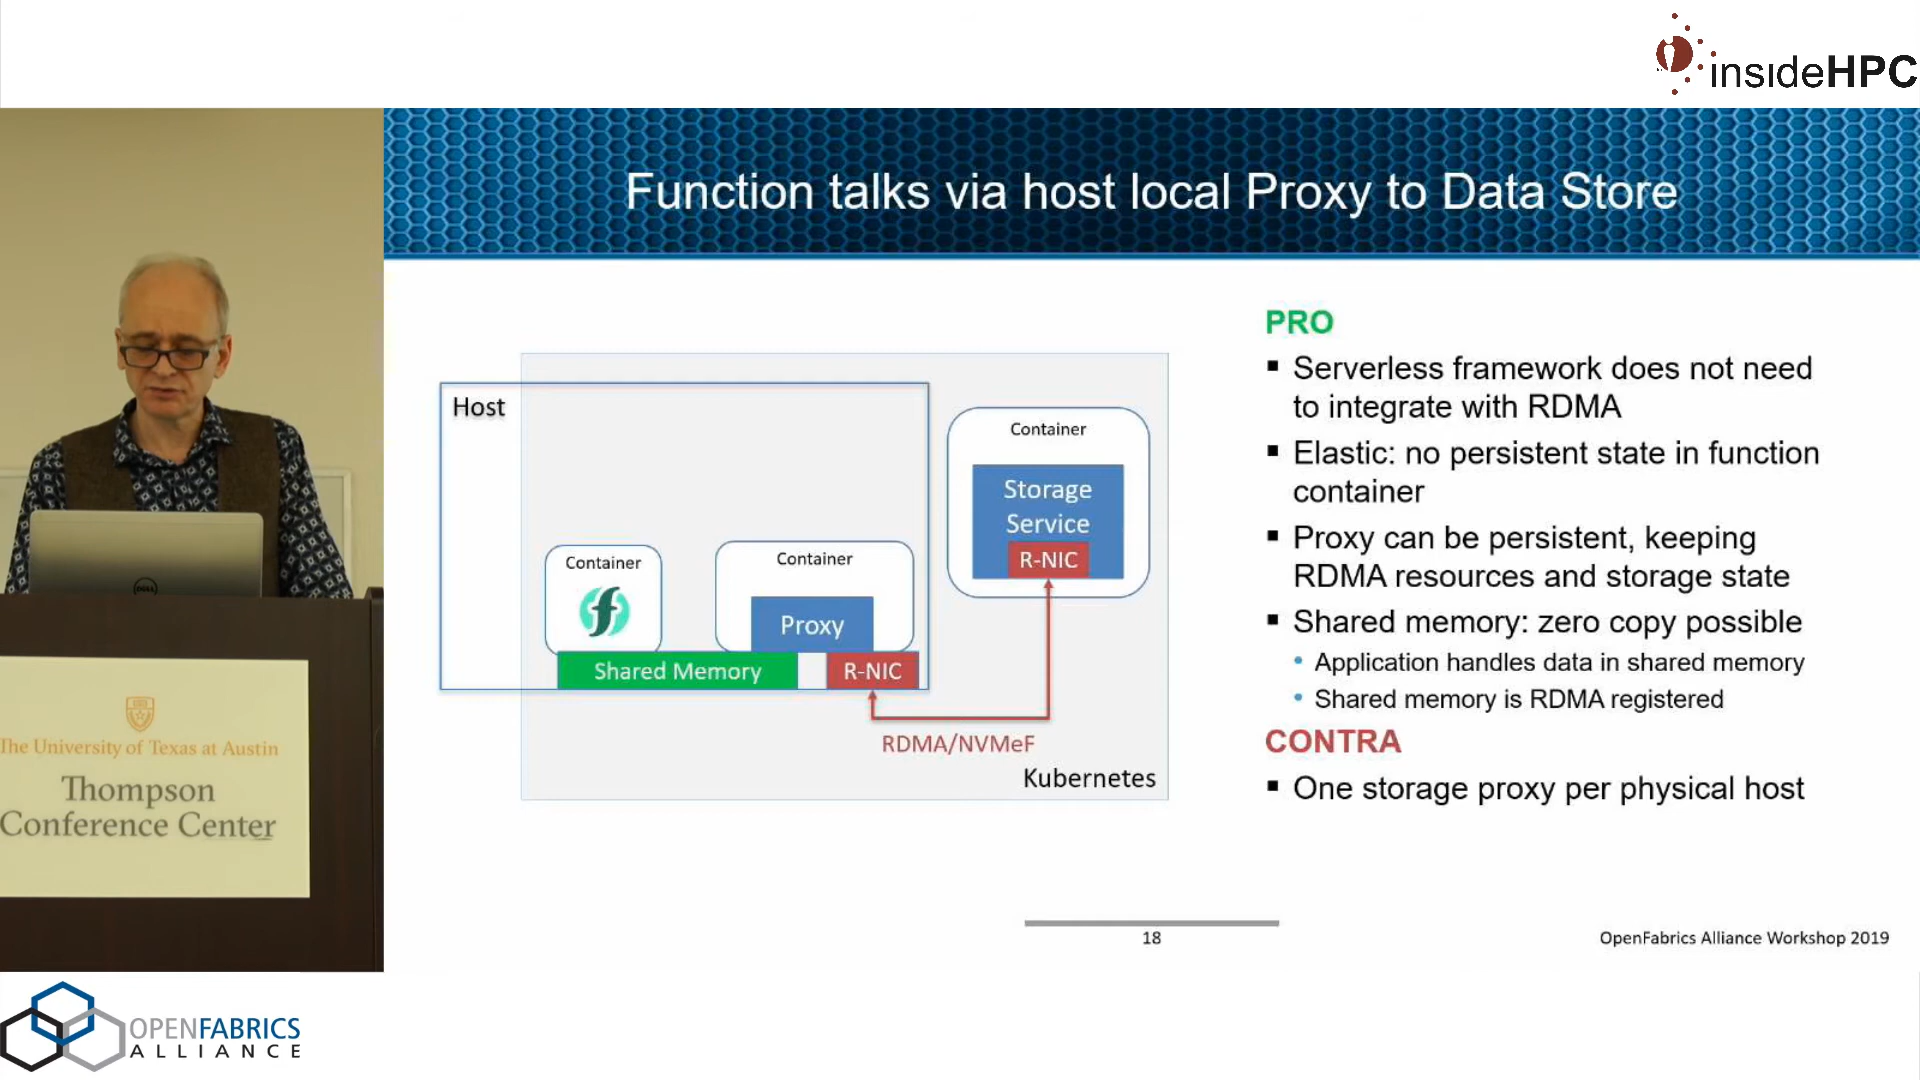 insideHPC
Function talks via host local Proxy to Data Store
Host
Container
Container
Proxy
Shared Memory
R-NIC
Container
Storage
Service
R-NIC
RDMA/NVMeF
Kubernetes
PRO
▪ Serverless framework does not need
to integrate with RDMA
▪ Elastic: no persistent state in function
container
▪ Proxy can be persistent, keeping
RDMA resources and storage state
▪ Shared memory: zero copy possible
• Application handles data in shared memory
• Shared memory is RDMA registered
CONTRA
▪ One storage proxy per physical host
18
OpenFabrics Alliance Workshop 2019
DELL
The University of Texas at Austin
Thompson
Conference Center
OPENFABRICS
ALLIANCE